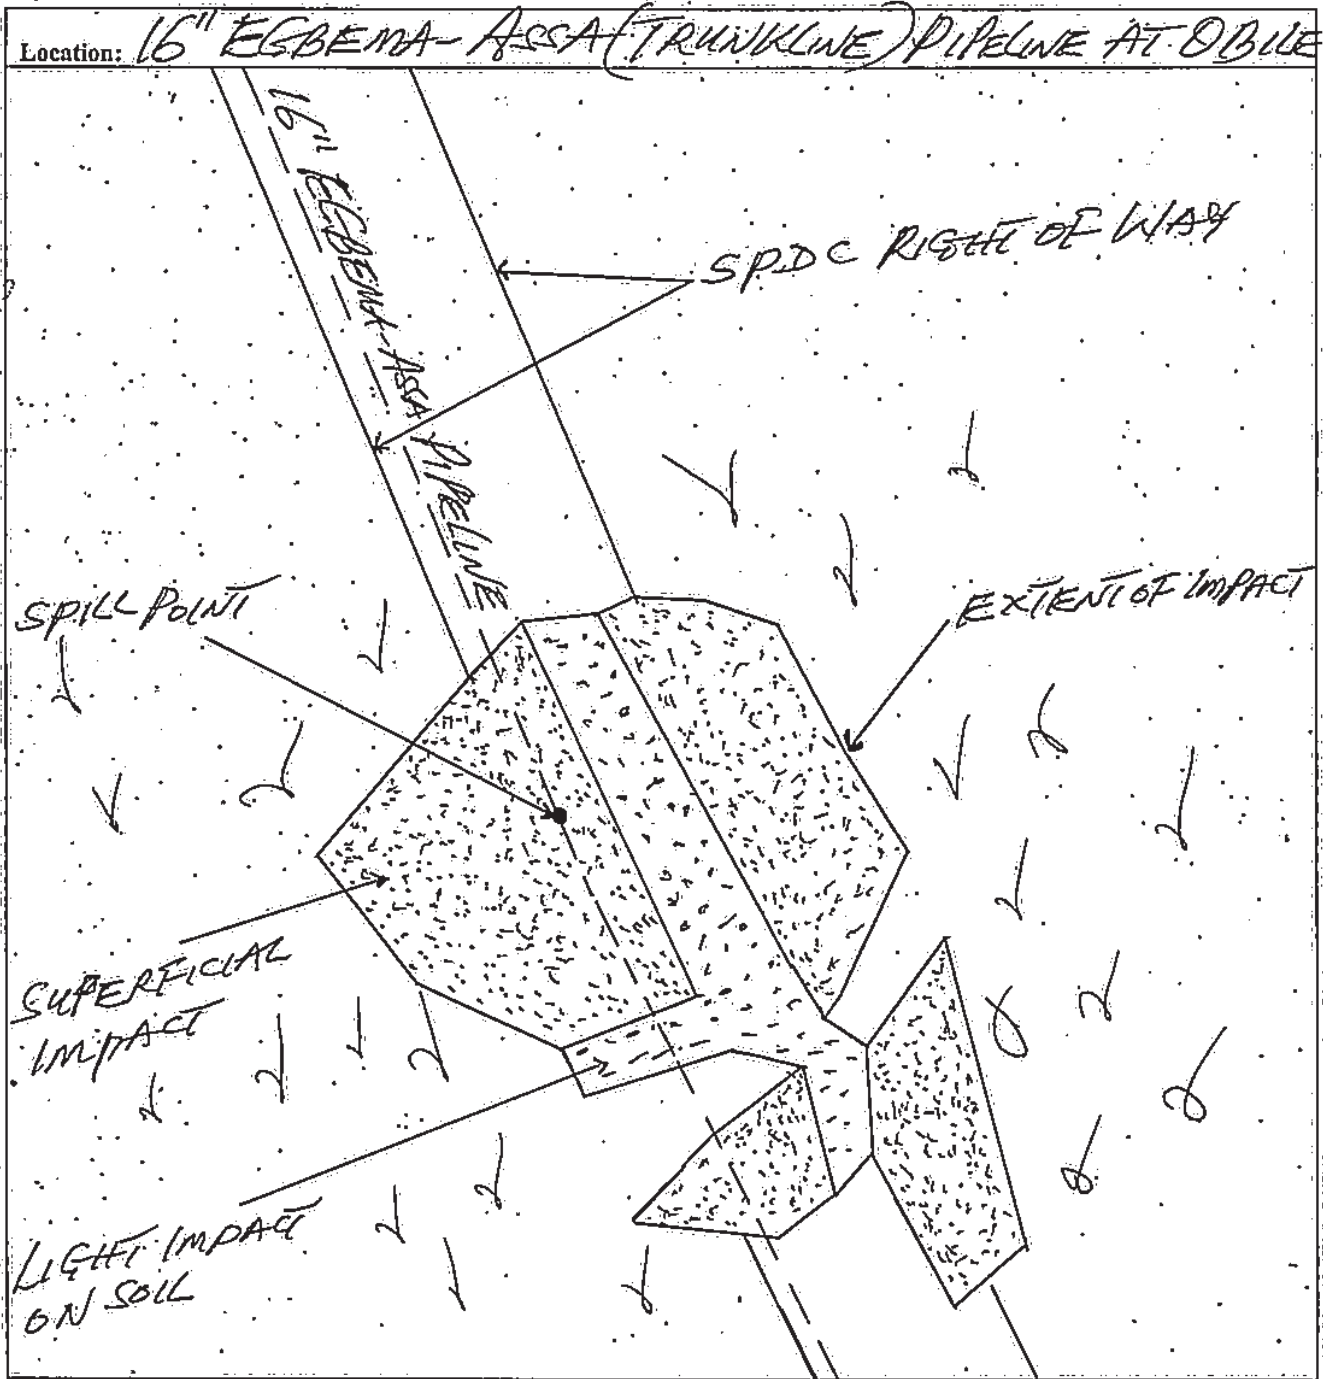 Location: 16" EGBEMA-ASSA (TRUNKLINE) PIPELINE AT OBILE
16" EGBEMA-ASSA PIPELINE
SPDC RIGHT OF WAY
SPILL POINT
EXTENT OF IMPACT
SUPERFICIAL
IMPACT
LIGHT IMPACT
ON SOIL